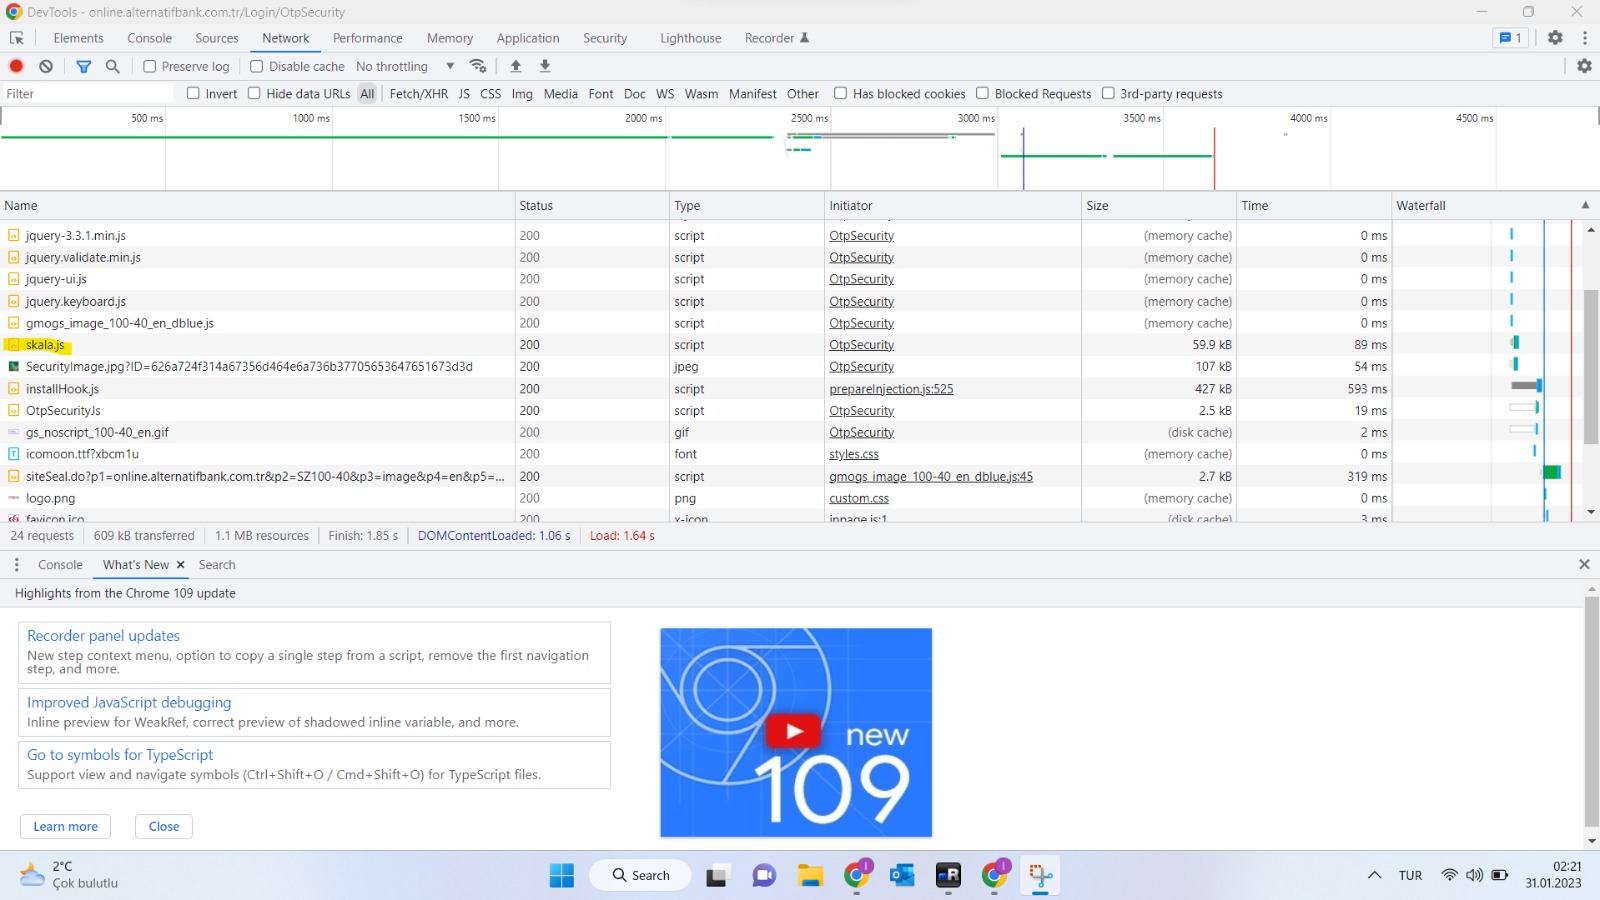 DevTools - online.alternatifbank.com.tr/Login/OtpSecurity
Elements Console Sources Network Performance Memory Application Security Lighthouse Recorder 1
Preserve log Disable cache No throttling
Filter Invert Hide data URLs All Fetch/XHR JS CSS Img Media Font Doc WS Wasm Manifest Other Has blocked cookies Blocked Requests 3rd-party requests
500 ms 1000 ms 1500 ms 2000 ms 2500 ms 3000 ms 3500 ms 4000 ms 4500 ms
Name Status Type Initiator Size Time Waterfall
jquery-3.3.1.min.js 200 script OtpSecurity (memory cache) 0 ms
jquery.validate.min.js 200 script OtpSecurity (memory cache) 0 ms
jquery-ui.js 200 script OtpSecurity (memory cache) 0 ms
jquery.keyboard.js 200 script OtpSecurity (memory cache) 0 ms
gmogs_image_100-40_en_dblue.js 200 script OtpSecurity (memory cache) 0 ms
skala.js 200 script OtpSecurity 59.9 kB 89 ms
SecurityImage.jpg?ID=626a724f314a67356d464e6a736b37705653647651673d3d 200 jpeg OtpSecurity 107 kB 54 ms
installHook.js 200 script prepareInjection.js:525 427 kB 593 ms
OtpSecurityJs 200 script OtpSecurity 2.5 kB 19 ms
gs_noscript_100-40_en.gif 200 gif OtpSecurity (disk cache) 2 ms
icomoon.ttf?xbcm1u 200 font styles.css (memory cache) 0 ms
siteSeal.do?p1=online.alternatifbank.com.tr&p2=SZ100-40&p3=image&p4=en&p5=... 200 script gmogs_image_100-40_en_dblue.js:45 2.7 kB 319 ms
logo.png 200 png custom.css (memory cache) 0 ms
favicon.ico 200 x-icon inpage.js:1 (disk cache) 3 ms
24 requests 609 kB transferred 1.1 MB resources Finish: 1.85 s DOMContentLoaded: 1.06 s Load: 1.64 s
Console What's New Search
Highlights from the Chrome 109 update
Recorder panel updates
New step context menu, option to copy a single step from a script, remove the first navigation
step, and more.
Improved JavaScript debugging
Inline preview for WeakRef, correct preview of shadowed inline variable, and more.
Go to symbols for TypeScript
Support view and navigate symbols (Ctrl+Shift+O / Cmd+Shift+O) for TypeScript files.
new
109
Learn more Close
2°C
Çok bulutlu
Search
TUR
02:21
31.01.2023